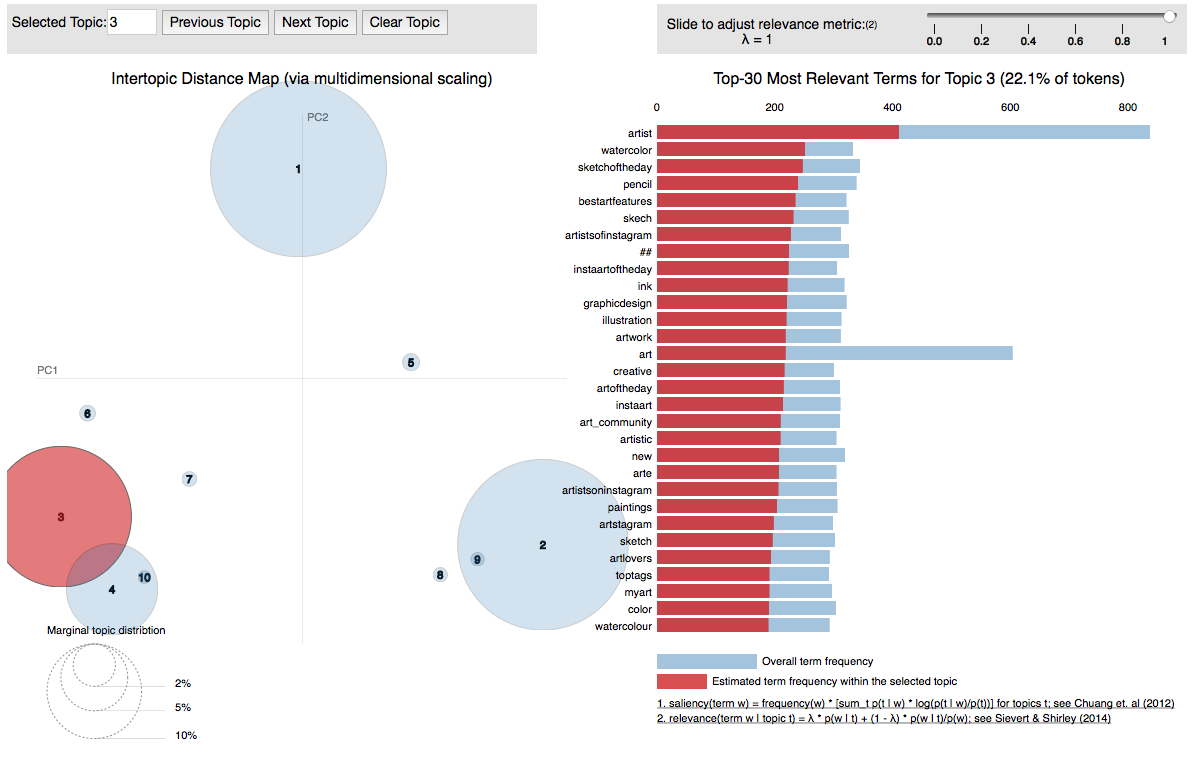 Selected Topic: 3 Previous Topic Next Topic Clear Topic
Slide to adjust relevance metric:(2)
λ = 1
0.0 0.2 0.4 0.6 0.8 1
Intertopic Distance Map (via multidimensional scaling)
PC2
1
PC1
5
6
7
3
2
9
8
10
4
Marginal topic distribtion
2%
5%
10%
Top-30 Most Relevant Terms for Topic 3 (22.1% of tokens)
0 200 400 600 800
artist
watercolor
sketchoftheday
pencil
bestartfeatures
skech
artistsofinstagram
##
instaartoftheday
ink
graphicdesign
illustration
artwork
art
creative
artoftheday
instaart
art_community
artistic
new
arte
artistsoninstagram
paintings
artstagram
sketch
artlovers
toptags
myart
color
watercolour
Overall term frequency
Estimated term frequency within the selected topic
1. saliency(term w) = frequency(w) * [sum_t p(t | w) * log(p(t | w)/p(t))] for topics t; see Chuang et. al (2012)
2. relevance(term w | topic t) = λ * p(w | t) + (1 - λ) * p(w | t)/p(w); see Sievert & Shirley (2014)